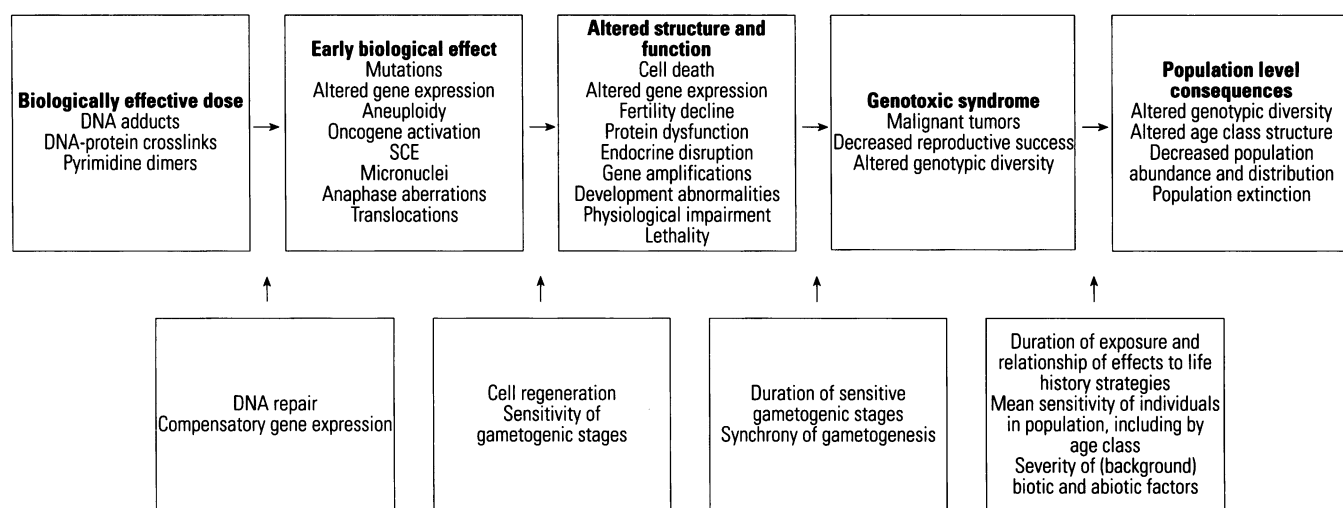 Biologically effective dose
DNA adducts
DNA-protein crosslinks
Pyrimidine dimers
Early biological effect
Mutations
Altered gene expression
Aneuploidy
Oncogene activation
SCE
Micronuclei
Anaphase aberrations
Translocations
Altered structure and
function
Cell death
Altered gene expression
Fertility decline
Protein dysfunction
Endocrine disruption
Gene amplifications
Development abnormalities
Physiological impairment
Lethality
Genotoxic syndrome
Malignant tumors
Decreased reproductive success
Altered genotypic diversity
Population level
consequences
Altered genotypic diversity
Altered age class structure
Decreased population
abundance and distribution
Population extinction
DNA repair
Compensatory gene expression
Cell regeneration
Sensitivity of
gametogenic stages
Duration of sensitive
gametogenic stages
Synchrony of gametogenesis
Duration of exposure and
relationship of effects to life
history strategies
Mean sensitivity of individuals
in population, including by
age class
Severity of (background)
biotic and abiotic factors